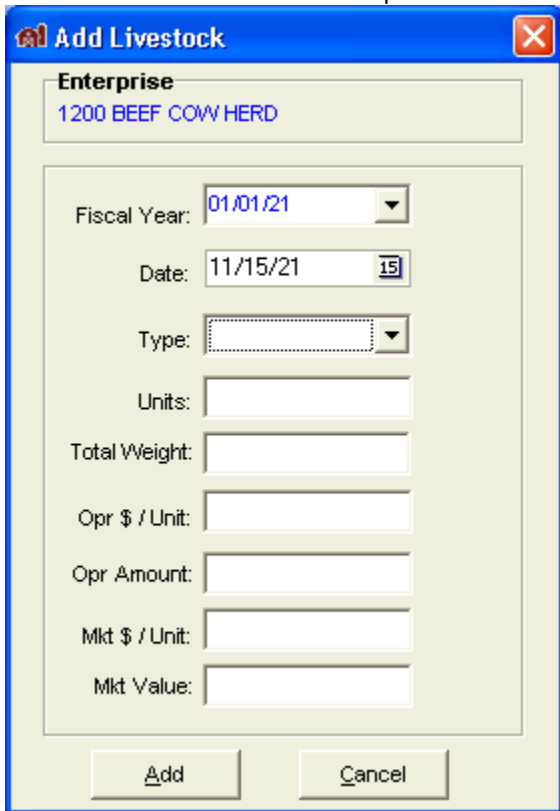 Add Livestock
Enterprise
1200 BEEF COW HERD
Fiscal Year: 01/01/21
Date: 11/15/21 15
Type:
Units:
Total Weight:
Opr $ / Unit:
Opr Amount:
Mkt $ / Unit:
Mkt Value:
Add Cancel